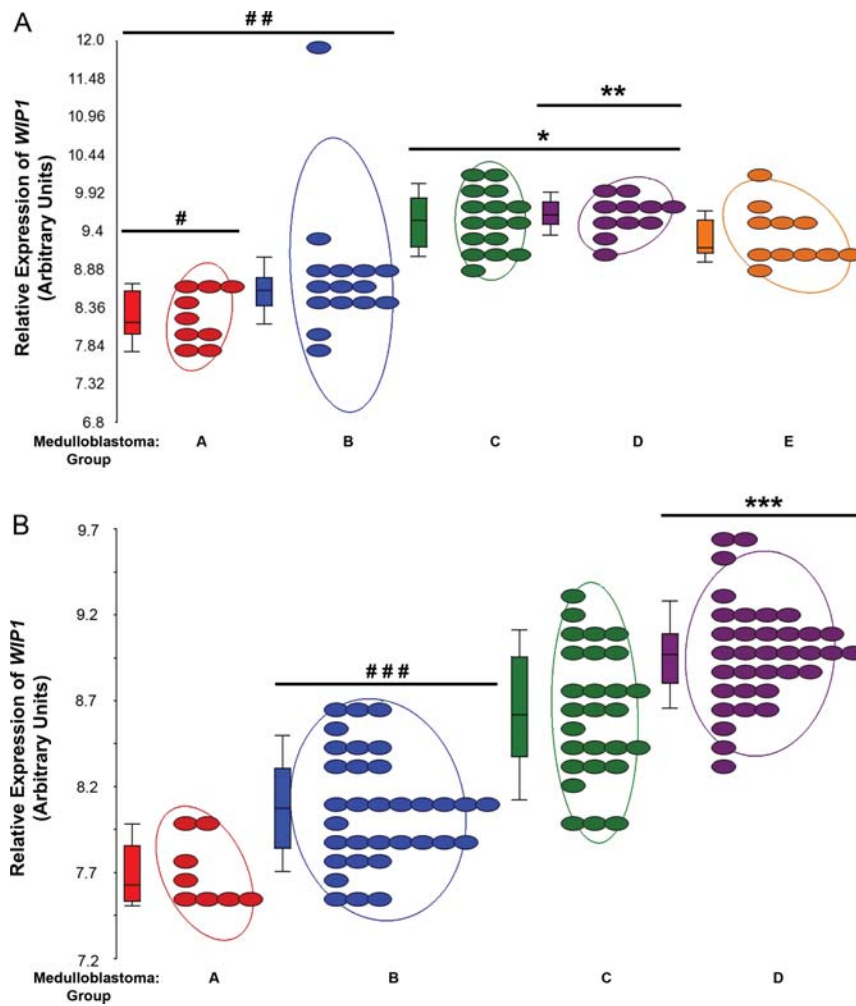 A
# #
12.0
11.48
10.96
10.44
9.92
9.4
8.88
8.36
7.84
7.32
6.8
Relative Expression of WIP1
(Arbitrary Units)
#
*
**
Medulloblastoma: A B C D E
Group
B
9.7
9.2
8.7
8.2
7.7
7.2
Relative Expression of WIP1
(Arbitrary Units)
# # #
***
Medulloblastoma: A B C D
Group